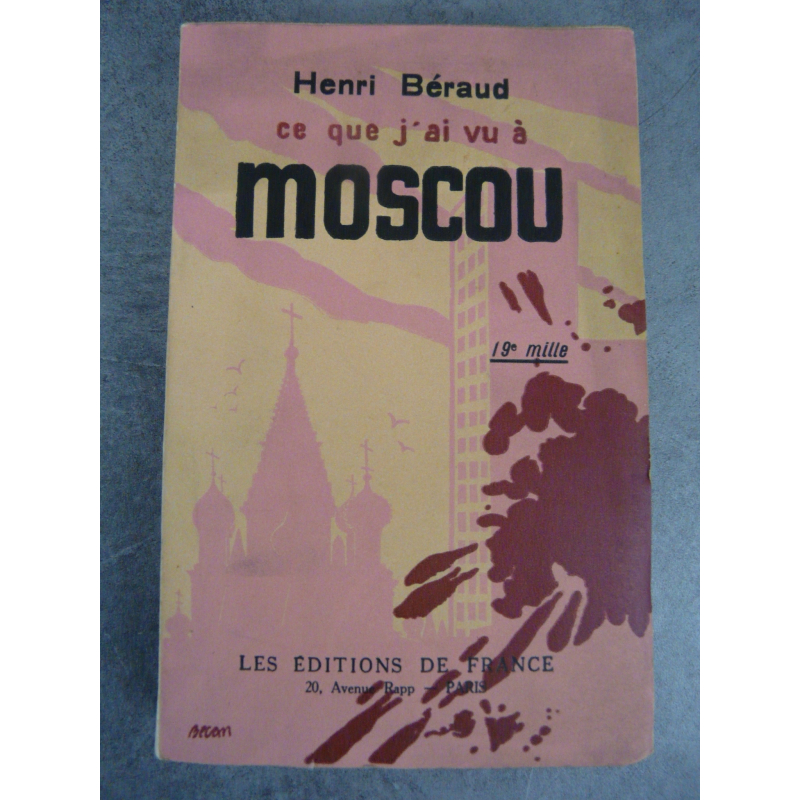 Henri Béraud
ce que j'ai vu à
MOSCOU
19e mille
LES ÉDITIONS DE FRANCE
20, Avenue Rapp — PARIS